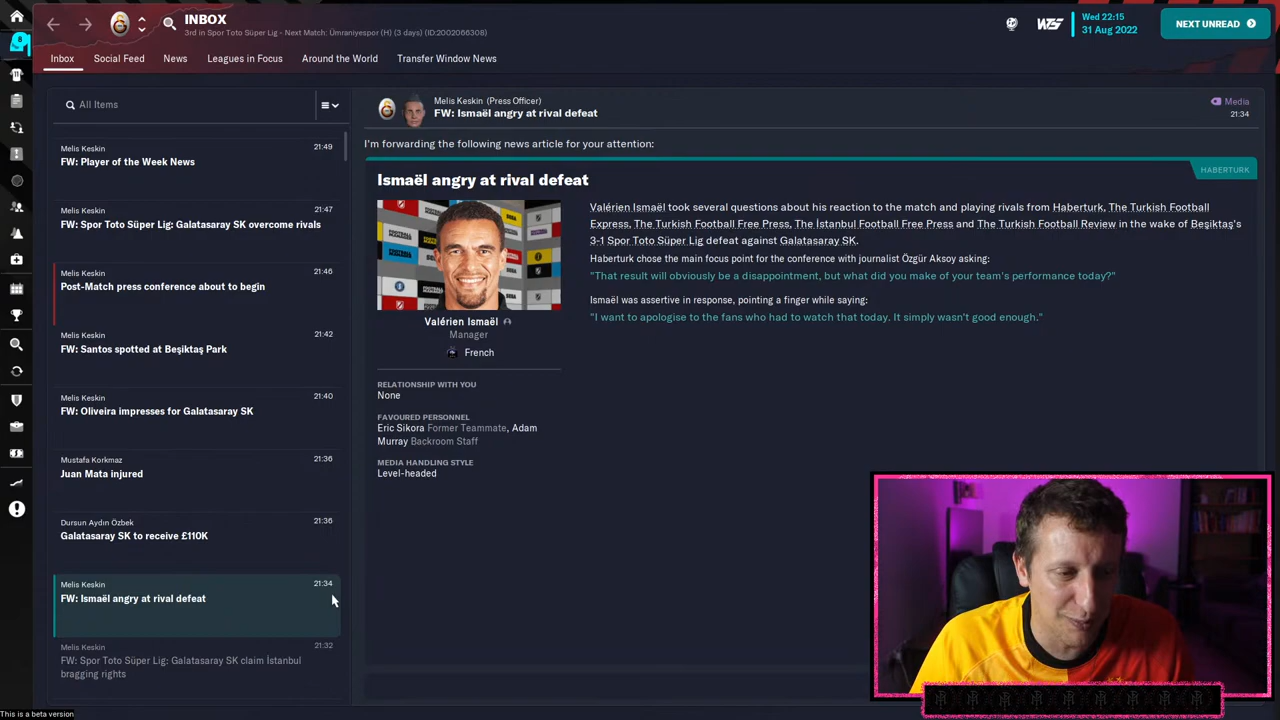 INBOX
3rd in Spor Toto Süper Lig - Next Match: Ümraniyespor (H) (3 days) (ID:2002066308)
Wed 22:15
31 Aug 2022
NEXT UNREAD
8
11
Inbox
Social Feed
News
Leagues in Focus
Around the World
Transfer Window News
All Items
Melis Keskin
21:49
FW: Player of the Week News
Melis Keskin
21:47
FW: Spor Toto Süper Lig: Galatasaray SK overcome rivals
Melis Keskin
21:46
Post-Match press conference about to begin
Melis Keskin
21:42
FW: Santos spotted at Beşiktaş Park
Melis Keskin
21:40
FW: Oliveira impresses for Galatasaray SK
Mustafa Korkmaz
21:36
Juan Mata injured
Dursun Aydın Özbek
21:36
Galatasaray SK to receive £110K
Melis Keskin
21:34
FW: Ismaël angry at rival defeat
Melis Keskin
21:32
FW: Spor Toto Süper Lig: Galatasaray SK claim İstanbul
bragging rights
Melis Keskin (Press Officer)
FW: Ismaël angry at rival defeat
Media
21:34
I'm forwarding the following news article for your attention:
HABERTURK
Ismaël angry at rival defeat
Valérien Ismaël
Manager
French
RELATIONSHIP WITH YOU
None
FAVOURED PERSONNEL
Eric Sikora Former Teammate, Adam
Murray Backroom Staff
MEDIA HANDLING STYLE
Level-headed
Valérien Ismaël took several questions about his reaction to the match and playing rivals from Haberturk, The Turkish Football
Express, The Turkish Football Free Press, The İstanbul Football Free Press and The Turkish Football Review in the wake of Beşiktaş's
3-1 Spor Toto Süper Lig defeat against Galatasaray SK.
Haberturk chose the main focus point for the conference with journalist Özgür Aksoy asking:
"That result will obviously be a disappointment, but what did you make of your team's performance today?"
Ismaël was assertive in response, pointing a finger while saying:
"I want to apologise to the fans who had to watch that today. It simply wasn't good enough."
This is a beta version